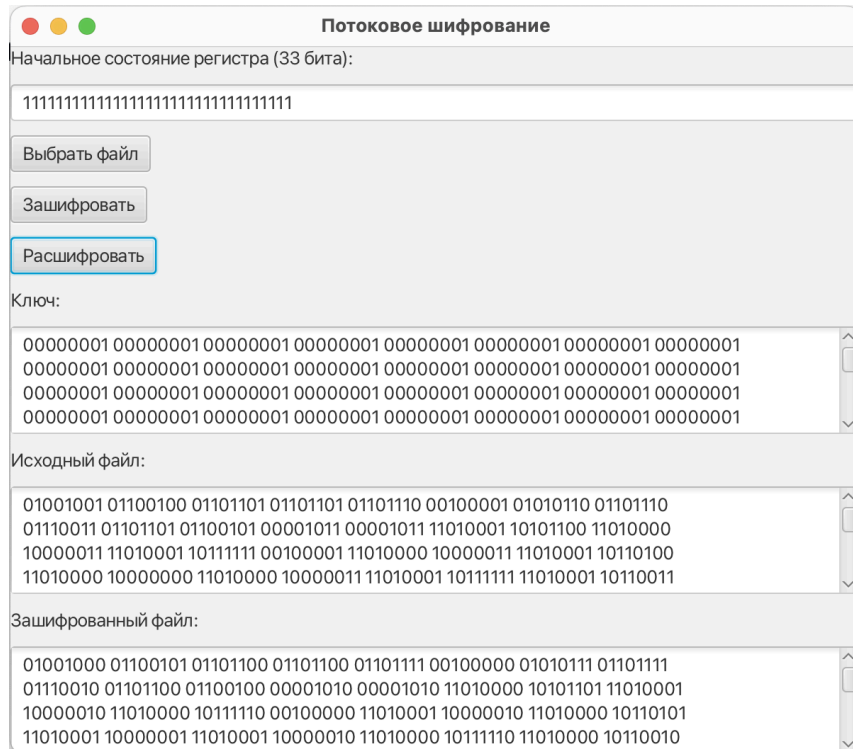 Потоковое шифрование
Начальное состояние регистра (33 бита):
111111111111111111111111111111111
Выбрать файл
Зашифровать
Расшифровать
Ключ:
00000001 00000001 00000001 00000001 00000001 00000001 00000001 00000001
00000001 00000001 00000001 00000001 00000001 00000001 00000001 00000001
00000001 00000001 00000001 00000001 00000001 00000001 00000001 00000001
00000001 00000001 00000001 00000001 00000001 00000001 00000001 00000001
Исходный файл:
01001001 01100100 01101101 01101101 01101110 00100001 01010110 01101110
01110011 01101101 01100101 00001011 00001011 11010001 10101100 11010000
10000011 11010001 10111111 00100001 11010000 10000011 11010001 10110100
11010000 10000000 11010000 10000011 11010001 10111111 11010001 10110011
Зашифрованный файл:
01001000 01100101 01101100 01101100 01101111 00100000 01010111 01101111
01110010 01101100 01100100 00001010 00001010 11010000 10101101 11010001
10000010 11010000 10111110 00100000 11010001 10000010 11010000 10110101
11010001 10000001 11010001 10000010 11010000 10111110 11010000 10110010